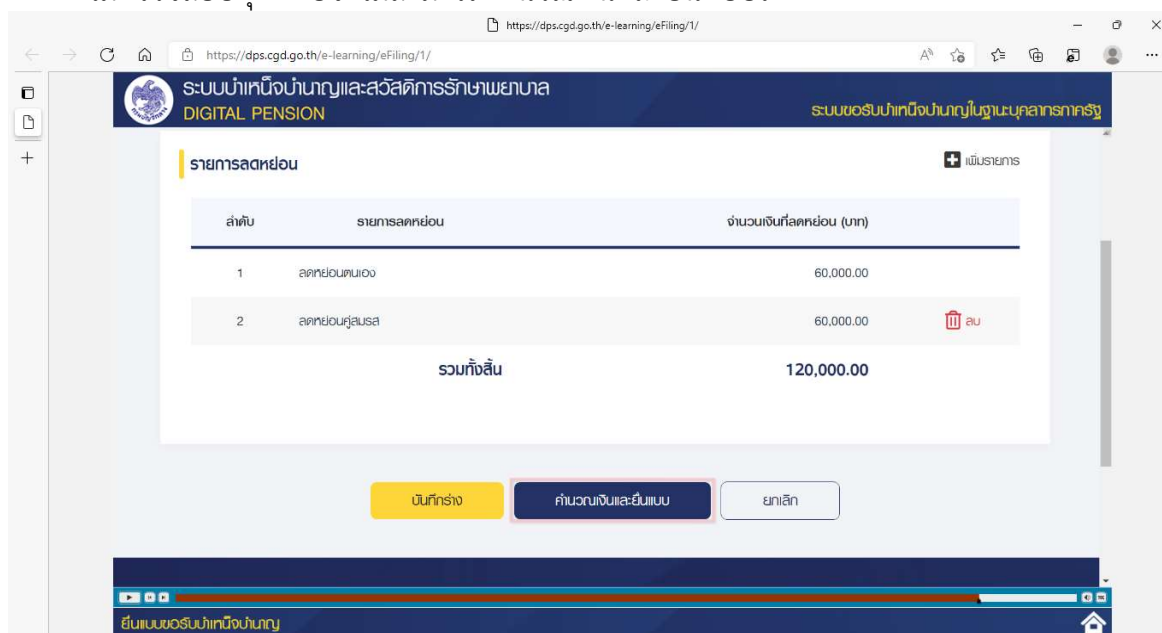 https://dps.cgd.go.th/e-learning/eFiling/1/
https://dps.cgd.go.th/e-learning/eFiling/1/
ระบบบำเหน็จบำนาญและสวัสดิการรักษาพยาบาล
DIGITAL PENSION
ระบบขอรับบำเหน็จบำนาญในฐานะบุคลากรภาครัฐ
รายการลดหย่อน
เพิ่มรายการ
ลำดับ รายการลดหย่อน จำนวนเงินที่ลดหย่อน (บาท)
1 ลดหย่อนตนเอง 60,000.00
2 ลดหย่อนคู่สมรส 60,000.00 ลบ
รวมทั้งสิ้น 120,000.00
บันทึกร่าง คำนวณเงินและยื่นแบบ ยกเลิก
ยื่นแบบขอรับบำเหน็จบำนาญ